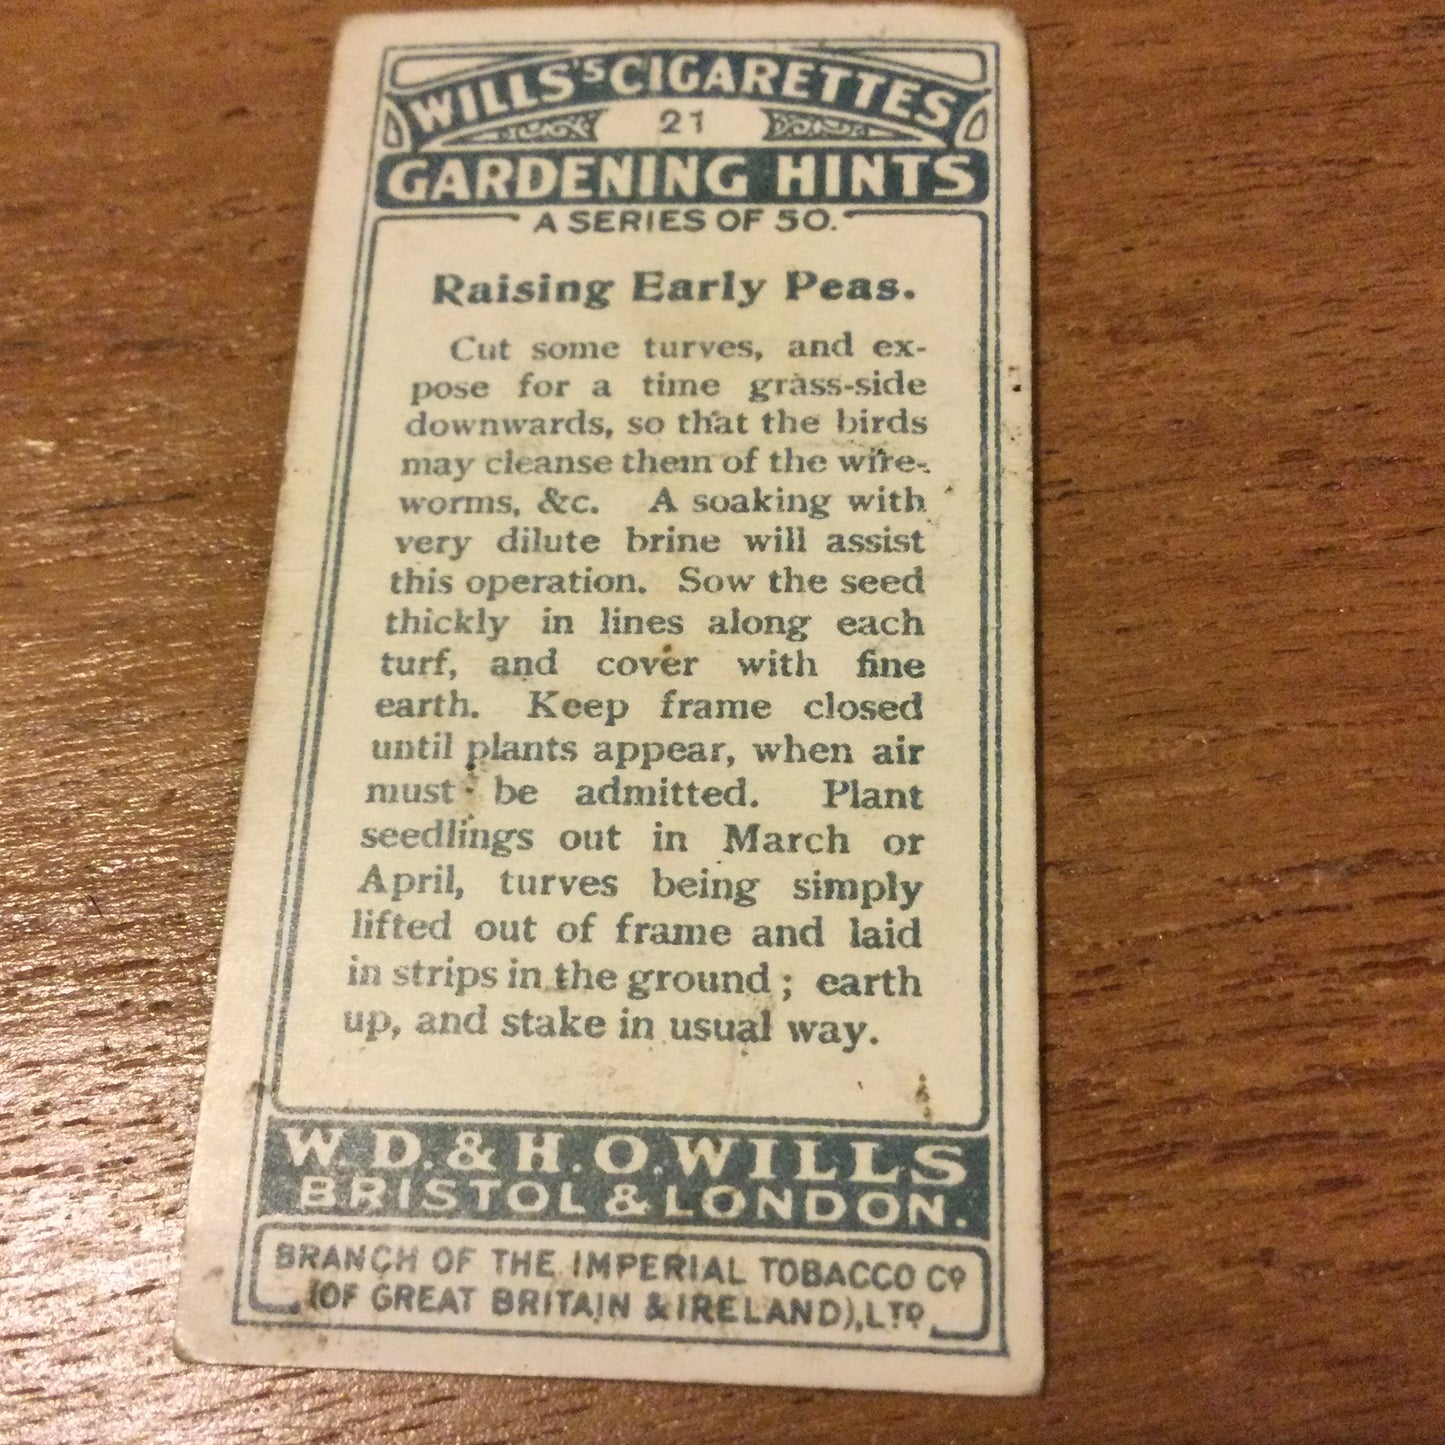 WILLS'S CIGARETTES
21
GARDENING HINTS
A SERIES OF 50.
Raising Early Peas.
Cut some turves, and ex-
pose for a time grass-side
downwards, so that the birds
may cleanse them of the wire-
worms, &c. A soaking with
very dilute brine will assist
this operation. Sow the seed
thickly in lines along each
turf, and cover with fine
earth. Keep frame closed
until plants appear, when air
must be admitted. Plant
seedlings out in March or
April, turves being simply
lifted out of frame and laid
in strips in the ground; earth
up, and stake in usual way.
W.D. & H.O. WILLS
BRISTOL & LONDON.
BRANCH OF THE IMPERIAL TOBACCO CO
(OF GREAT BRITAIN & IRELAND), LTD.